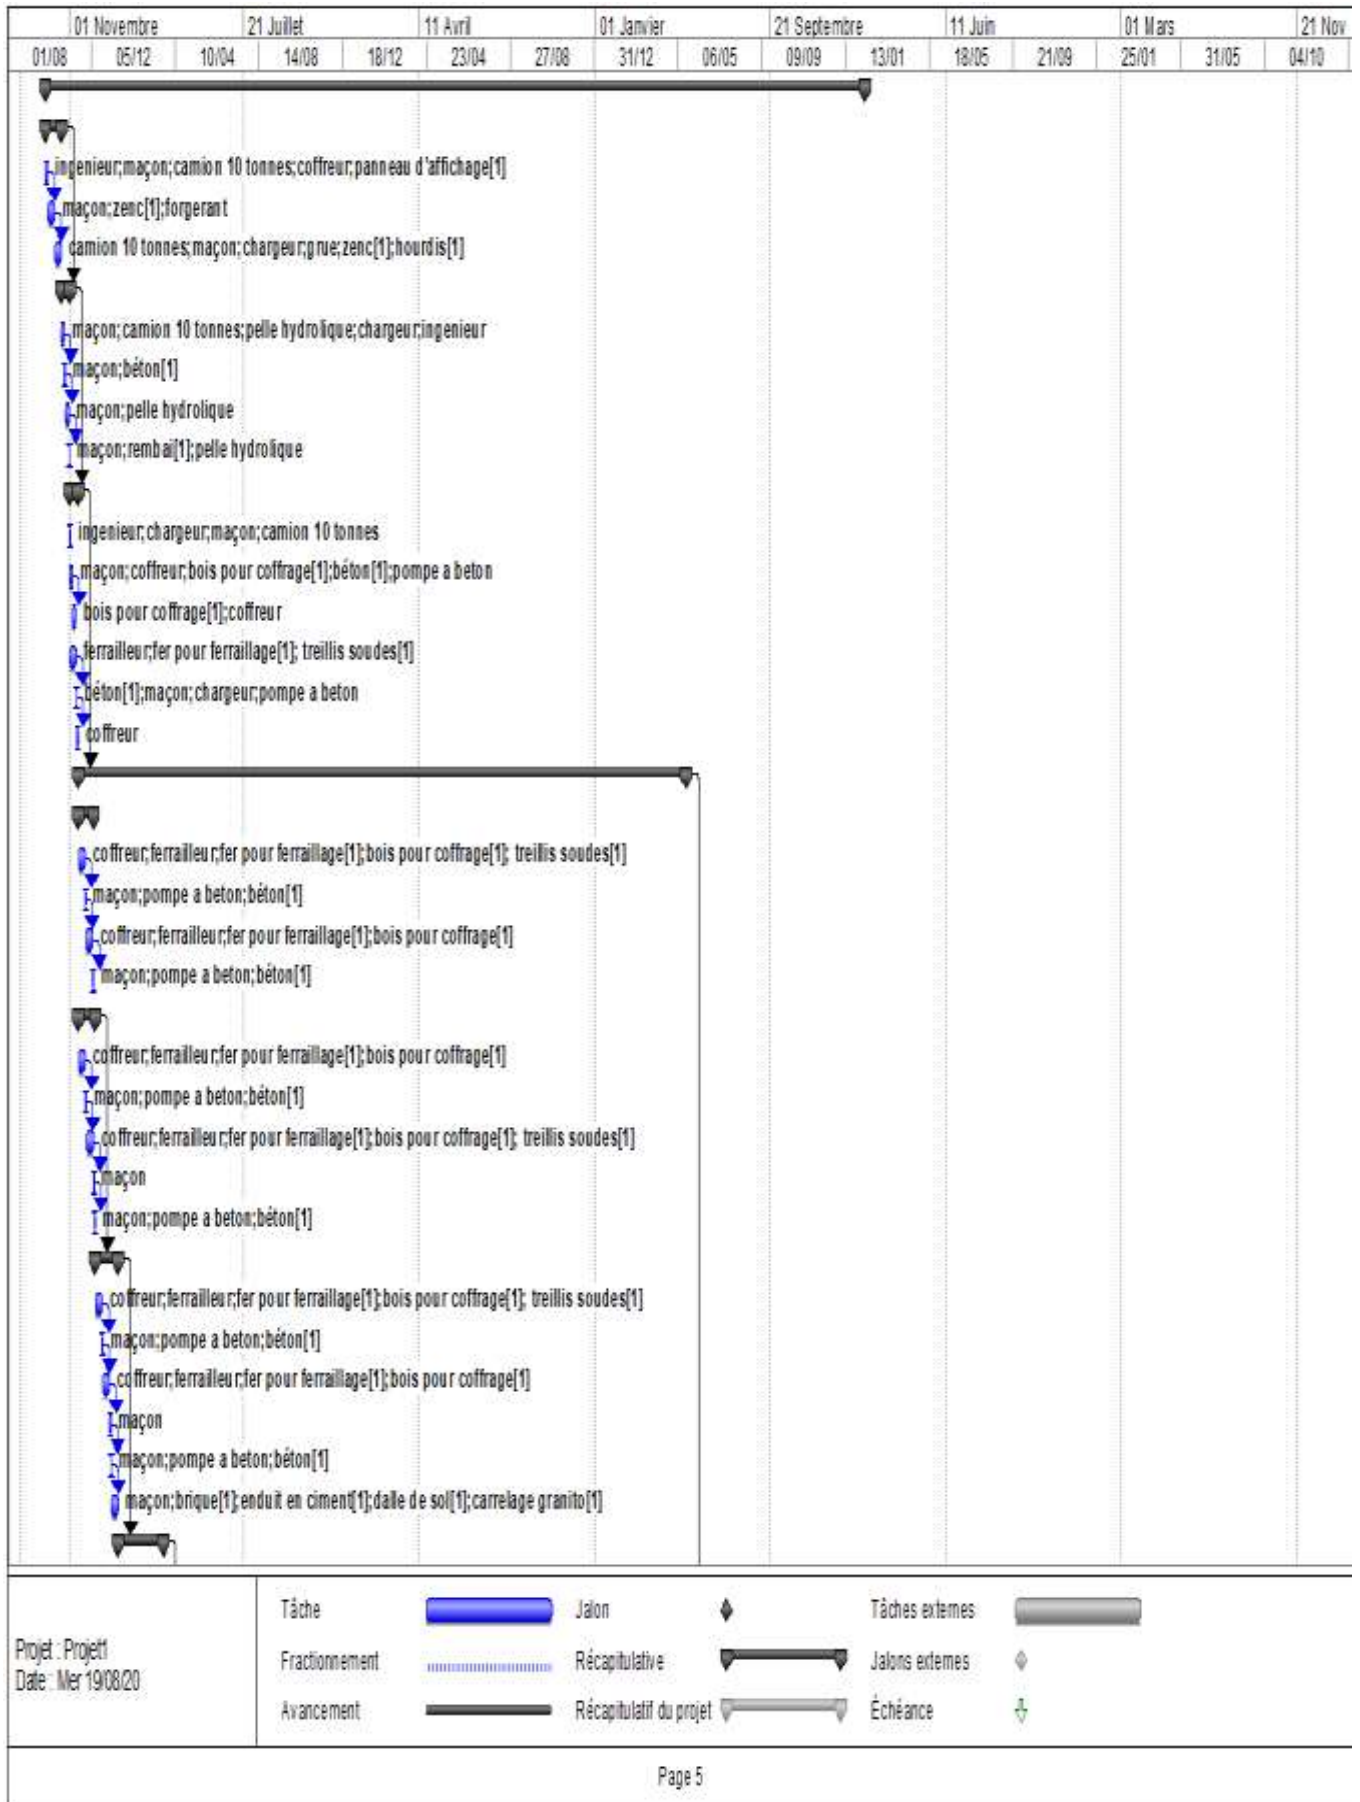 01 Novembre 21 Juillet 11 Avril 01 Janvier 21 Septembre 11 Juin 01 Mars 21 Nov
01/08 05/12 10/04 14/08 18/12 23/04 27/08 31/12 06/05 09/09 13/01 18/05 21/09 25/01 31/05 04/10
ingenieur;maçon;camion 10 tonnes;coffreur;panneau d'affichage[1]
maçon;zenc[1];forgerant
camion 10 tonnes;maçon;chargeur;grue;zenc[1];hourdis[1]
maçon;camion 10 tonnes;pelle hydrolique;chargeur;ingenieur
maçon;béton[1]
maçon;pelle hydrolique
maçon;rembai[1];pelle hydrolique
ingenieur;chargeur;maçon;camion 10 tonnes
maçon;coffreur;bois pour coffrage[1];béton[1];pompe a beton
bois pour coffrage[1];coffreur
ferrailleur;fer pour ferraillage[1]; treillis soudes[1]
béton[1];maçon;chargeur;pompe a beton
coffreur
coffreur;ferrailleur;fer pour ferraillage[1];bois pour coffrage[1]; treillis soudes[1]
maçon;pompe a beton;béton[1]
coffreur;ferrailleur;fer pour ferraillage[1];bois pour coffrage[1]
maçon;pompe a beton;béton[1]
coffreur;ferrailleur;fer pour ferraillage[1];bois pour coffrage[1]
maçon;pompe a beton;béton[1]
coffreur;ferrailleur;fer pour ferraillage[1];bois pour coffrage[1]; treillis soudes[1]
maçon
maçon;pompe a beton;béton[1]
coffreur;ferrailleur;fer pour ferraillage[1];bois pour coffrage[1]; treillis soudes[1]
maçon;pompe a beton;béton[1]
coffreur;ferrailleur;fer pour ferraillage[1];bois pour coffrage[1]
maçon
maçon;pompe a beton;béton[1]
maçon;brique[1];enduit en ciment[1];dalle de sol[1];carrelage granito[1]
Projet : Projet1
Date : Mer 19/08/20
Tâche Jalon Tâches externes
Fractionnement Récapitulative Jalons externes
Avancement Récapitulatif du projet Échéance
Page 5